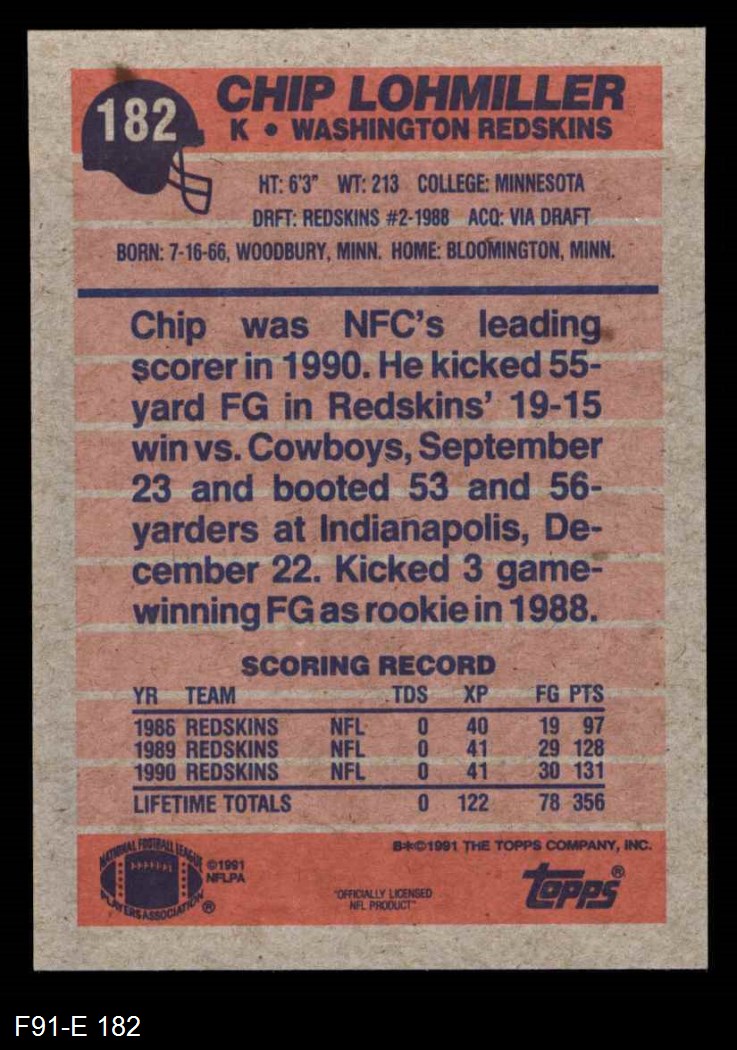 182
CHIP LOHMILLER
K • WASHINGTON REDSKINS
HT: 6'3" WT: 213 COLLEGE: MINNESOTA
DRFT: REDSKINS #2-1988 ACQ: VIA DRAFT
BORN: 7-16-66, WOODBURY, MINN. HOME: BLOOMINGTON, MINN.
Chip was NFC's leading
scorer in 1990. He kicked 55-
yard FG in Redskins' 19-15
win vs. Cowboys, September
23 and booted 53 and 56-
yarders at Indianapolis, De-
cember 22. Kicked 3 game-
winning FG as rookie in 1988.
SCORING RECORD
YR TEAM TDS XP FG PTS
1986 REDSKINS NFL 0 40 19 97
1989 REDSKINS NFL 0 41 29 128
1990 REDSKINS NFL 0 41 30 131
LIFETIME TOTALS 0 122 78 356
B*©1991 THE TOPPS COMPANY, INC.
NATIONAL FOOTBALL LEAGUE
PLAYERS ASSOCIATION ®
©1991
NFLPA
"OFFICIALLY LICENSED
NFL PRODUCT"
topps®
F91-E 182